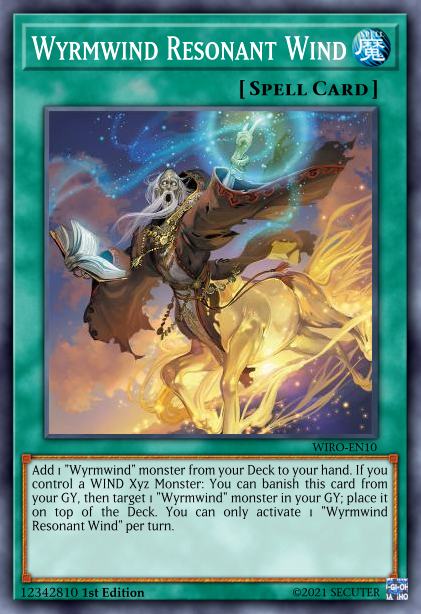 Wyrmwind Resonant Wind 魔
[Spell Card]
WIRO-EN10
Add 1 "Wyrmwind" monster from your Deck to your hand. If you
control a WIND Xyz Monster: You can banish this card from
your GY, then target 1 "Wyrmwind" monster in your GY; place it
on top of the Deck. You can only activate 1 "Wyrmwind
Resonant Wind" per turn.
12342810 1st Edition ©2021 SECUTER